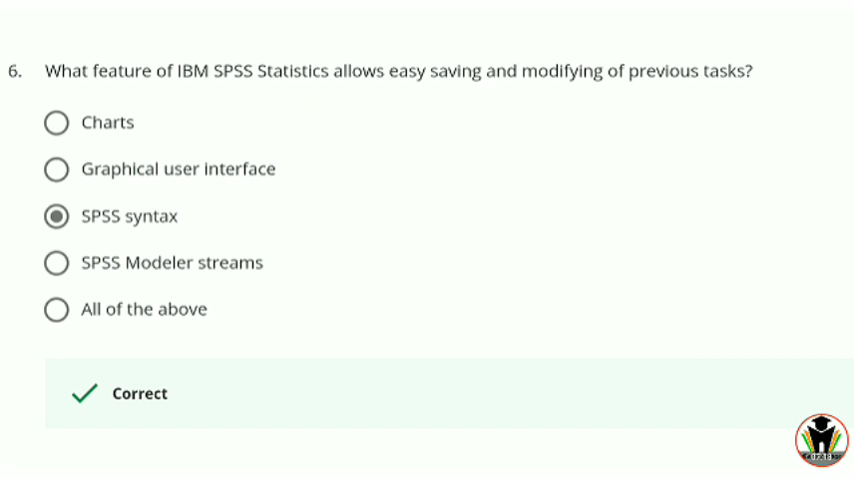 6. What feature of IBM SPSS Statistics allows easy saving and modifying of previous tasks?
Charts
Graphical user interface
SPSS syntax
SPSS Modeler streams
All of the above
Correct